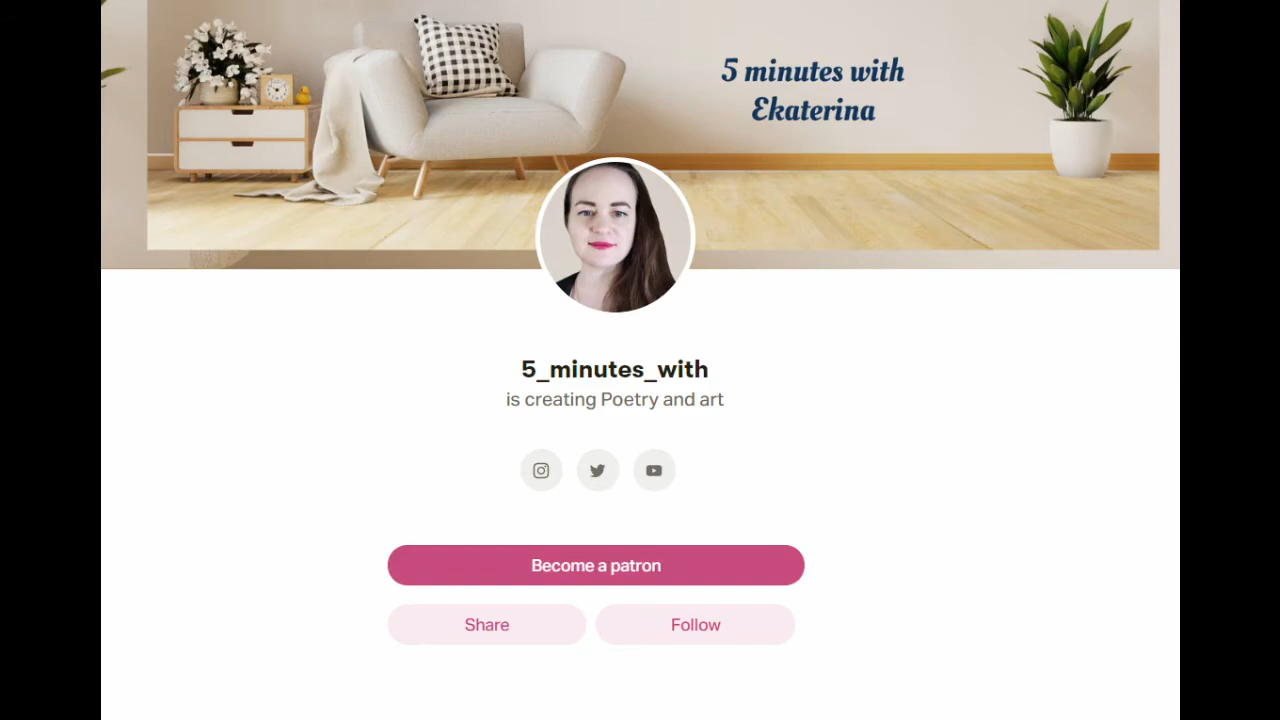 5 minutes with
Ekaterina
5_minutes_with
is creating Poetry and art
Become a patron
Share
Follow